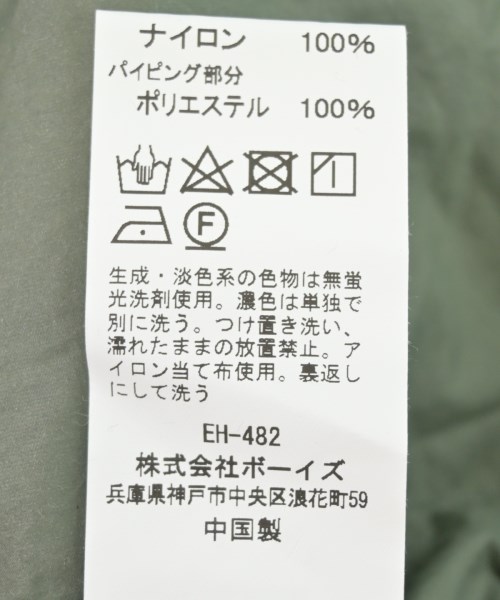 ナイロン 100%
パイピング部分
ポリエステル 100%
F
生成・淡色系の色物は無蛍
光洗剤使用。濃色は単独で
別に洗う。つけ置き洗い、
濡れたままの放置禁止。ア
イロン当て布使用。裏返し
にして洗う
EH-482
株式会社ボーイズ
兵庫県神戸市中央区浪花町59
中国製